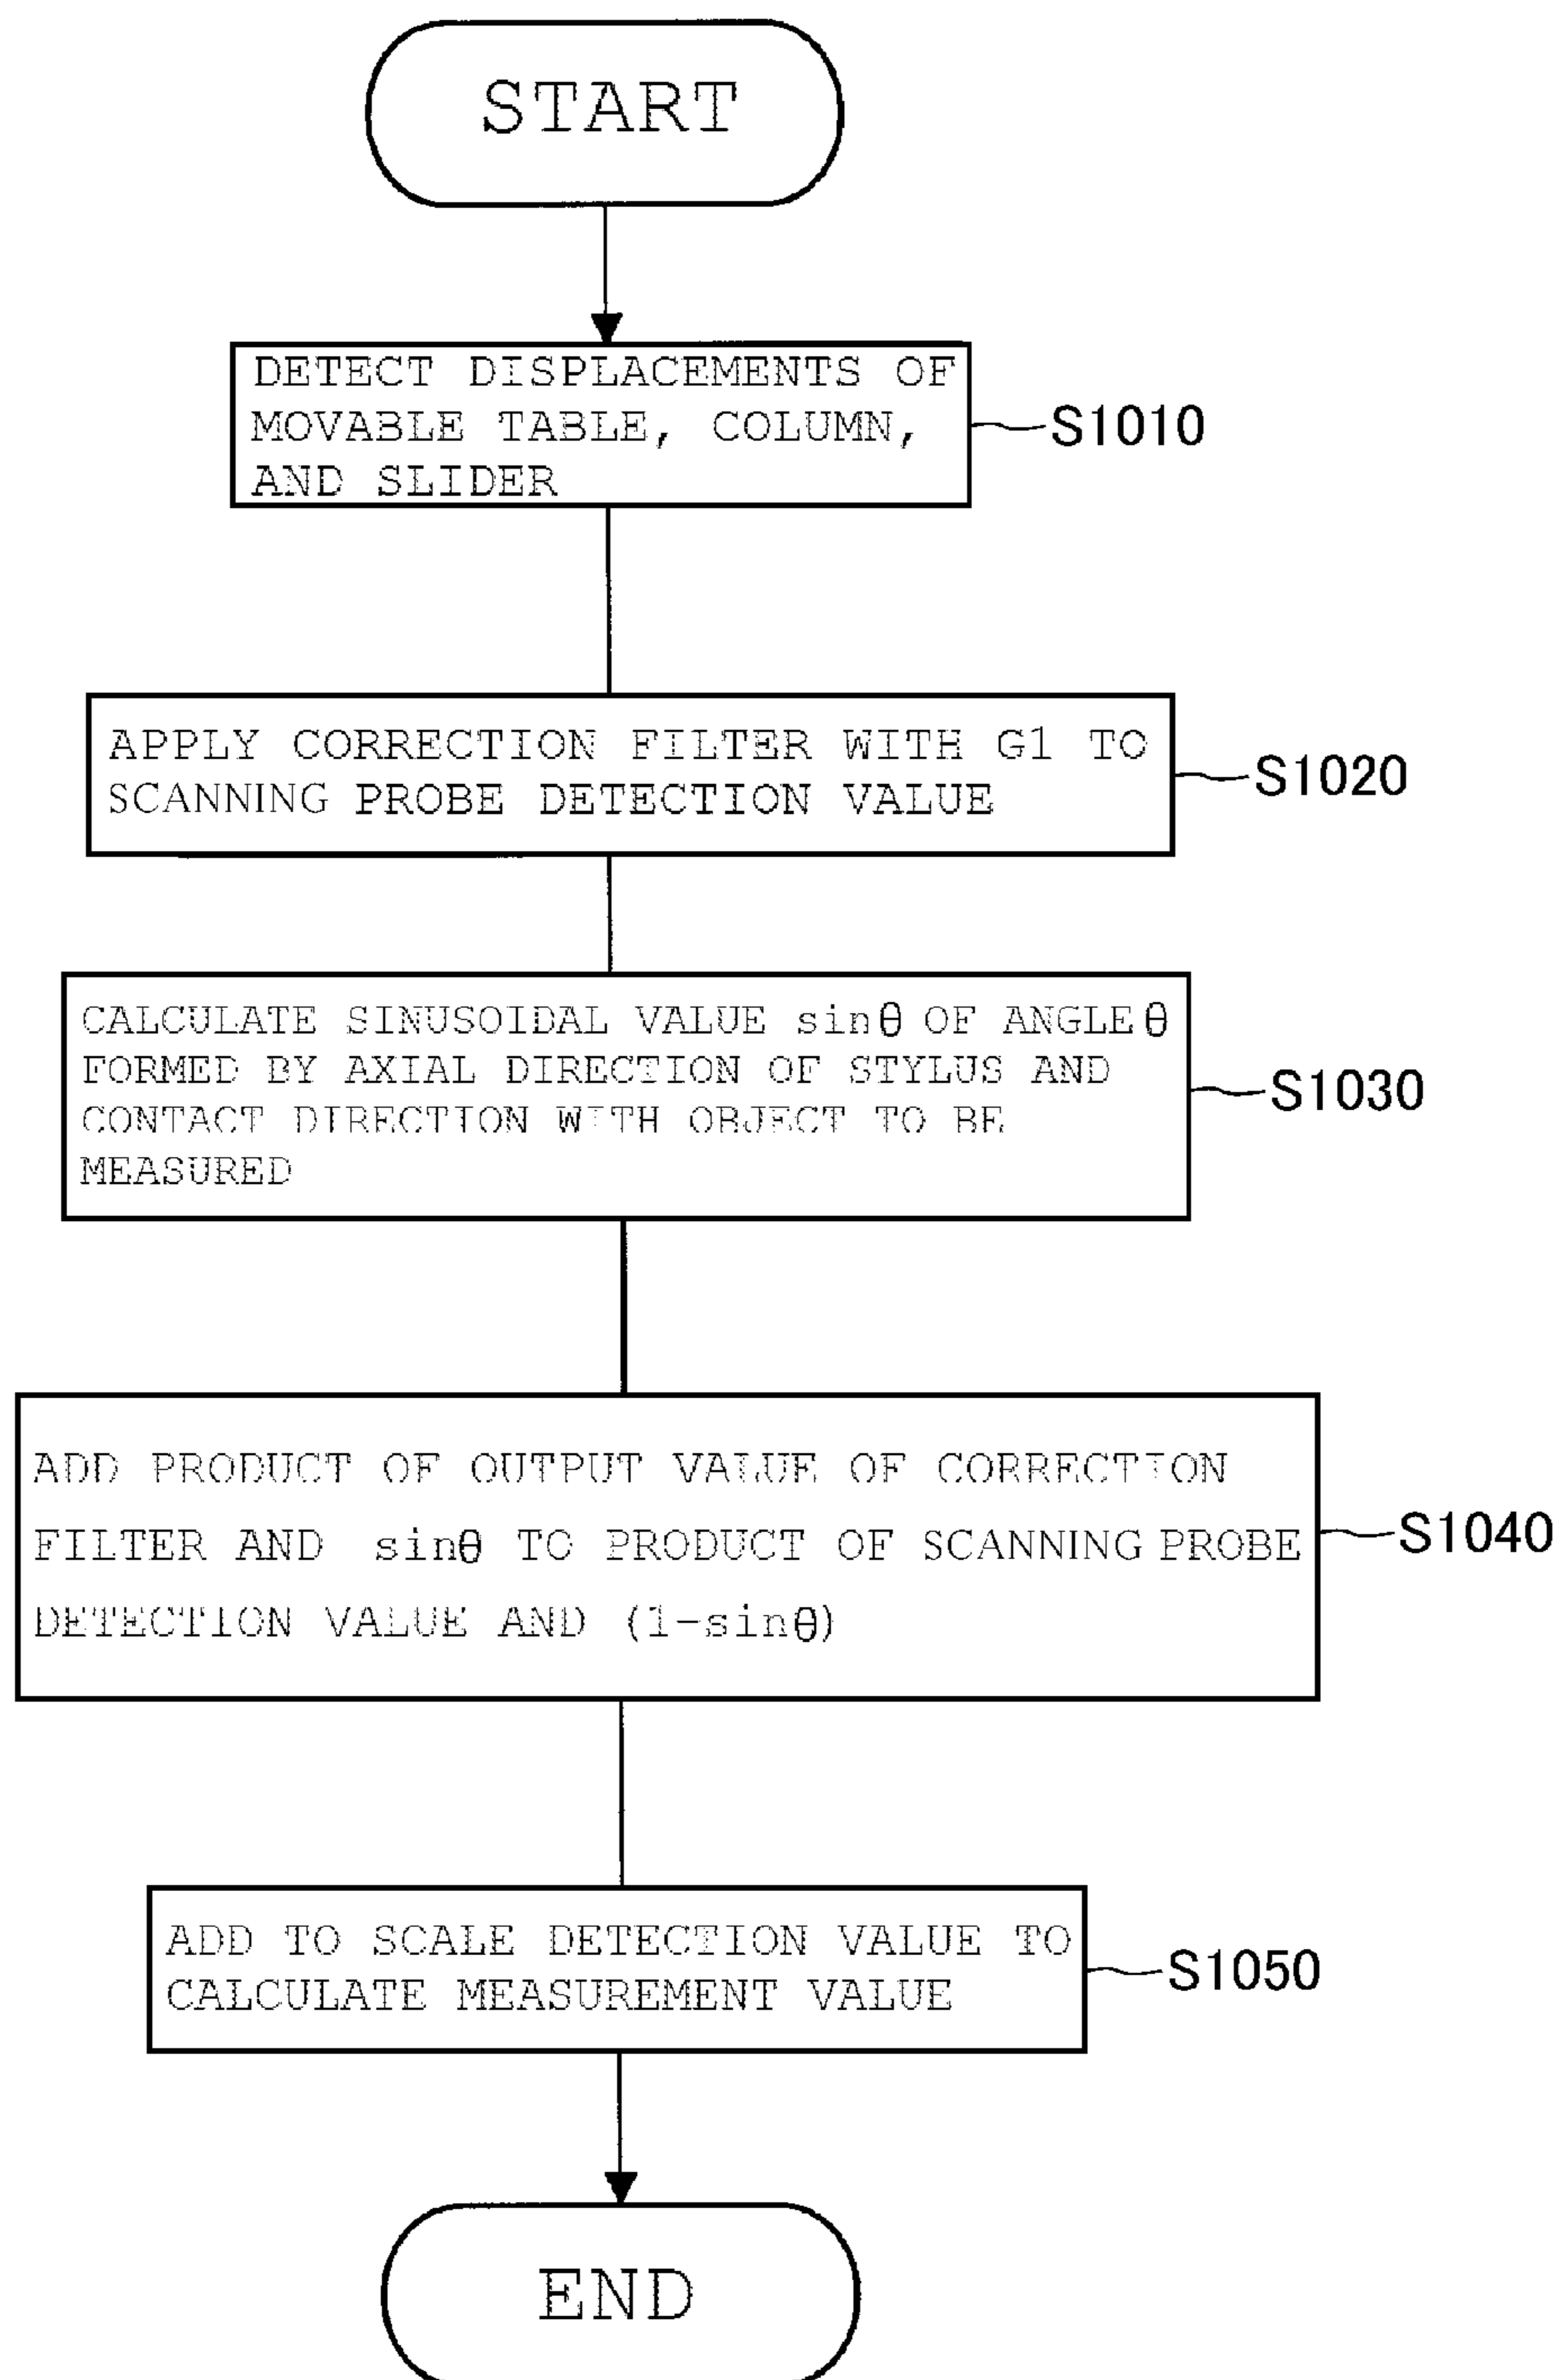 START
DETECT DISPLACEMENTS OF
MOVABLE TABLE, COLUMN,
AND SLIDER
S1010
APPLY CORRECTION FILTER WITH G1 TO
SCANNING PROBE DETECTION VALUE
S1020
CALCULATE SINUSOIDAL VALUE sinθ OF ANGLE θ
FORMED BY AXIAL DIRECTION OF STYLUS AND
CONTACT DIRECTION WITH OBJECT TO BE
MEASURED
S1030
ADD PRODUCT OF OUTPUT VALUE OF CORRECTION
FILTER AND sinθ TO PRODUCT OF SCANNING PROBE
DETECTION VALUE AND (1-sinθ)
S1040
ADD TO SCALE DETECTION VALUE TO
CALCULATE MEASUREMENT VALUE
S1050
END